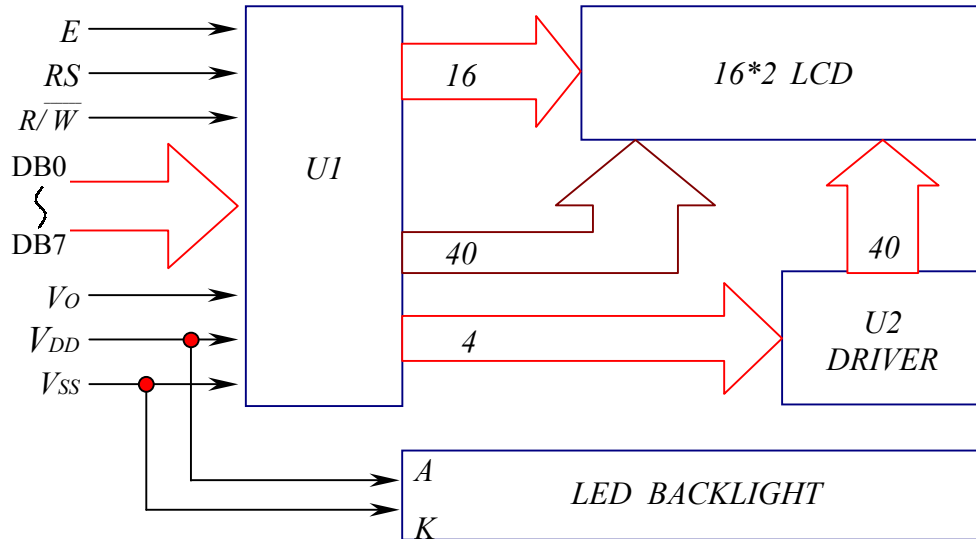 E
RS
R/W̅
DB0
DB7
VO
VDD
VSS
U1
16
40
4
16*2 LCD
40
U2
DRIVER
A
K
LED BACKLIGHT